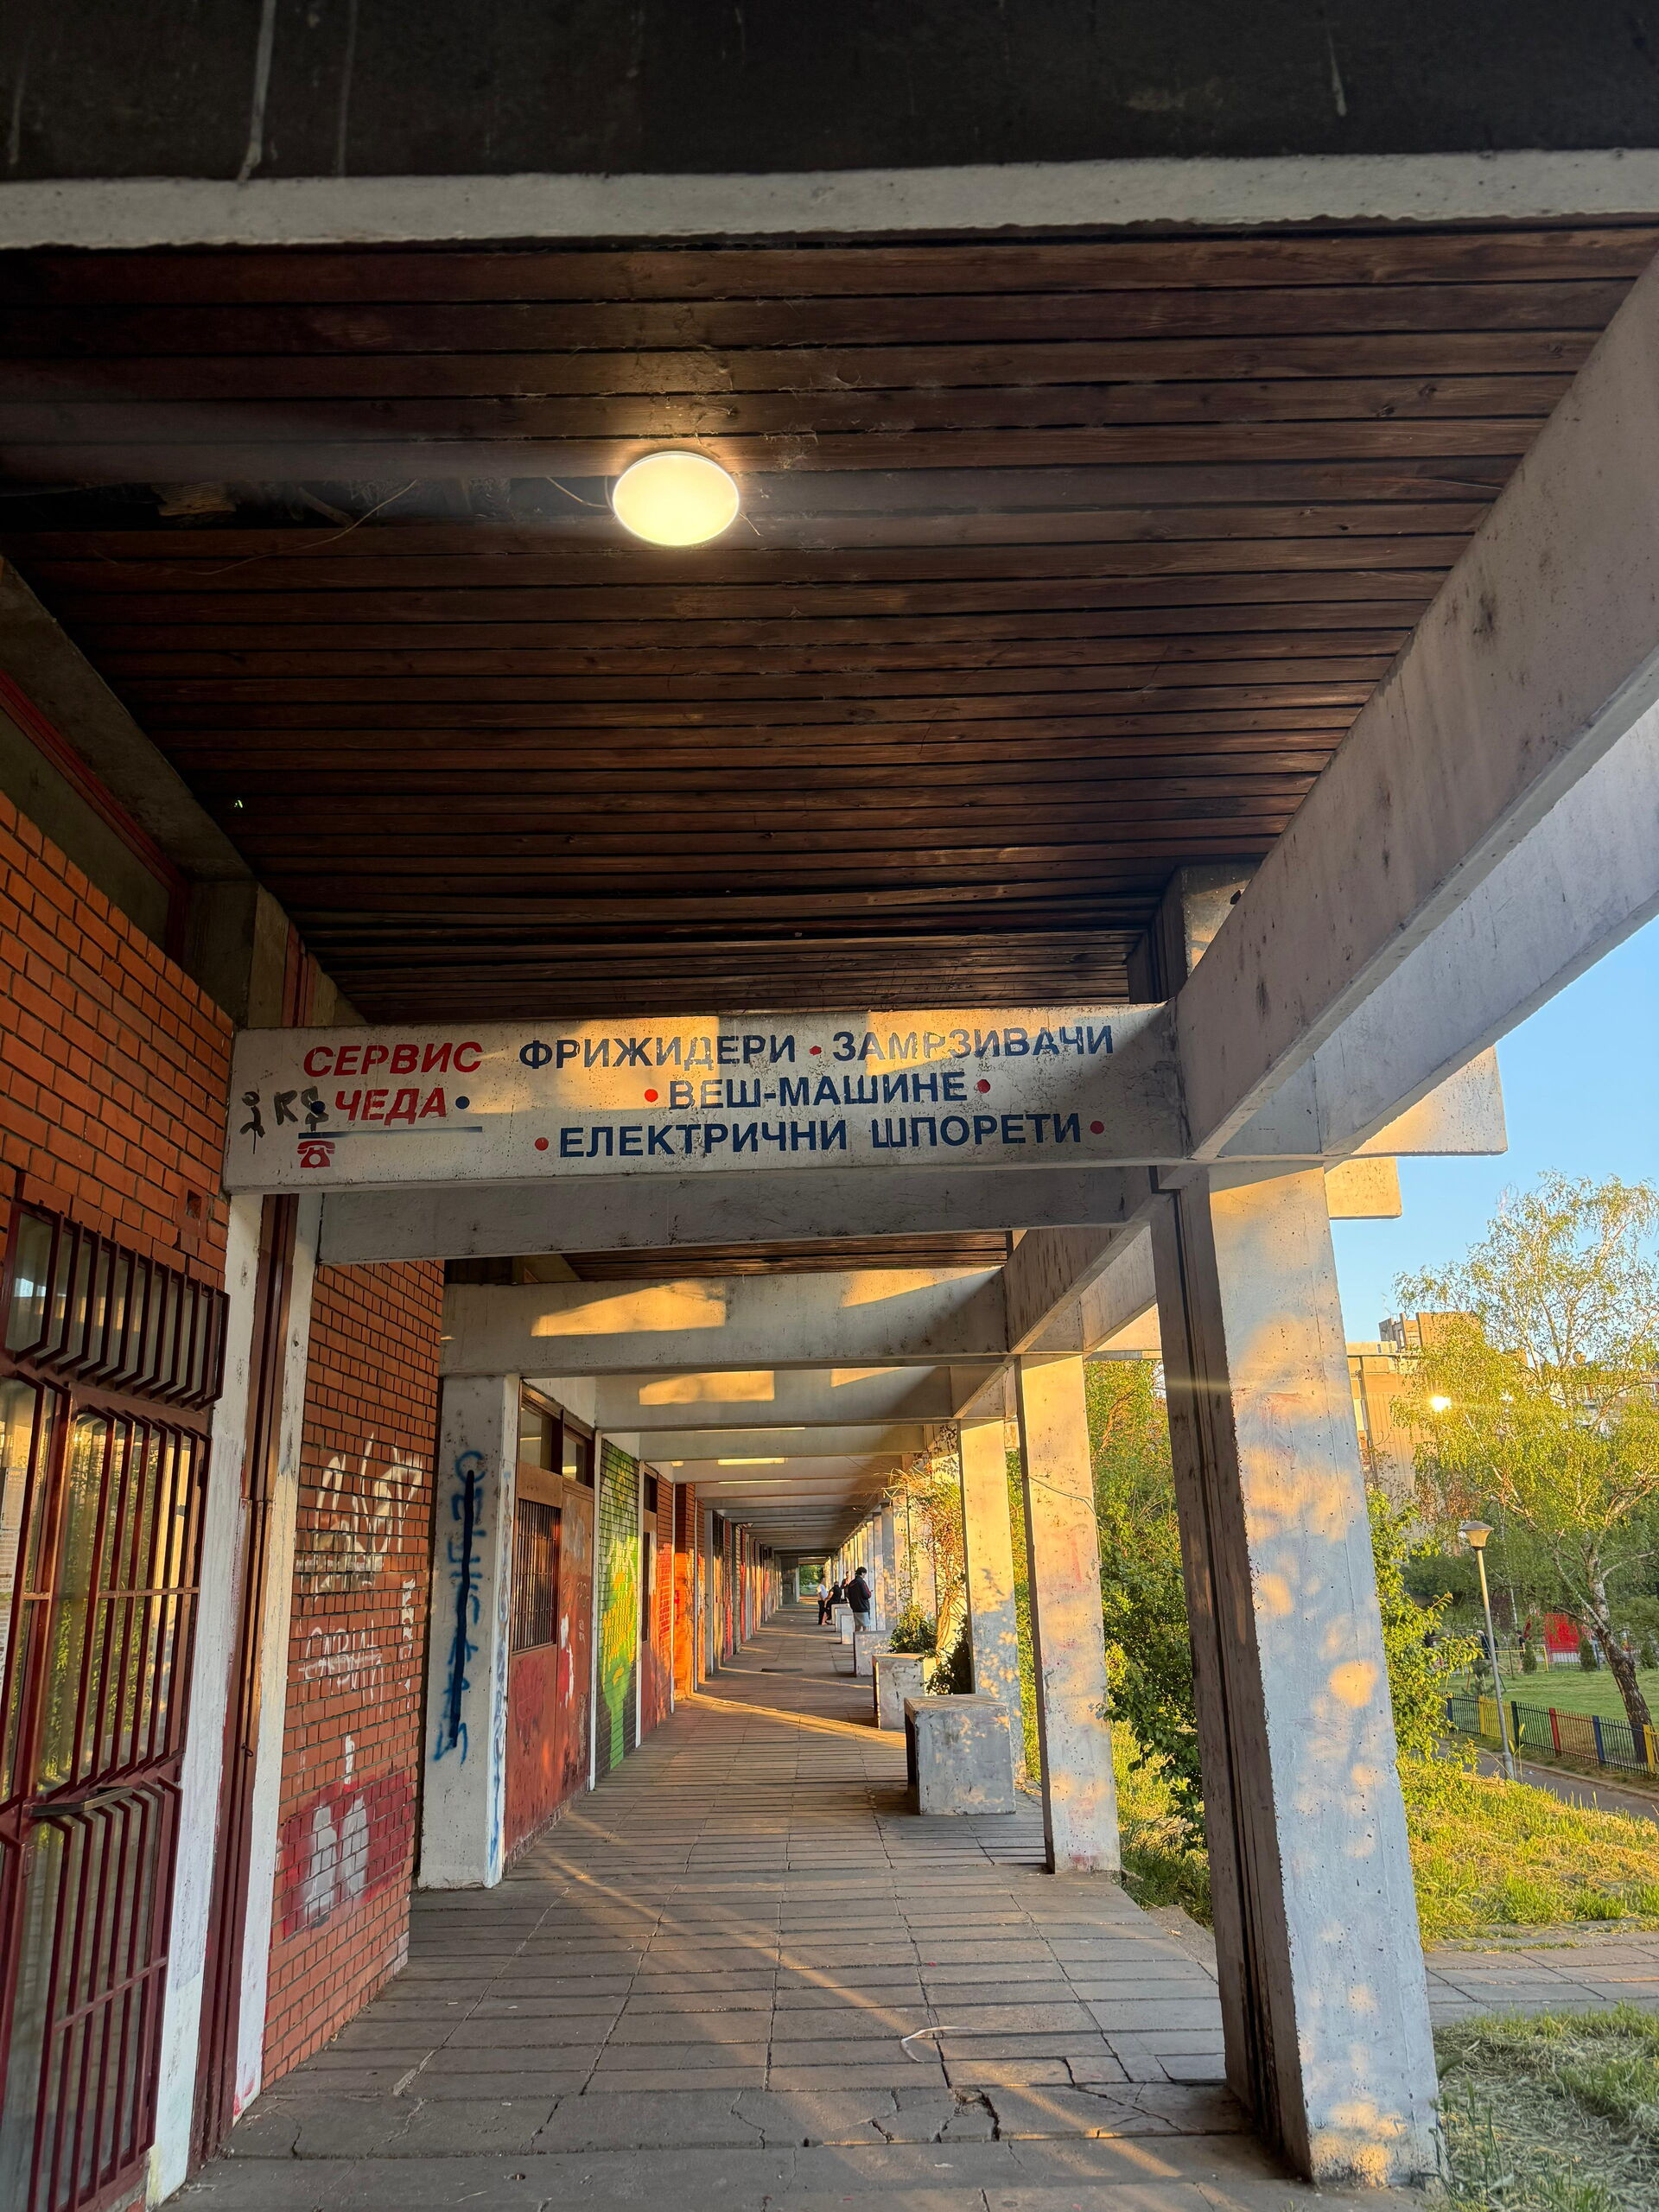 СЕРВИС
• ЧЕДА •
ФРИЖИДЕРИ • ЗАМРЗИВАЧИ
• ВЕШ-МАШИНЕ •
• ЕЛЕКТРИЧНИ ШПОРЕТИ •